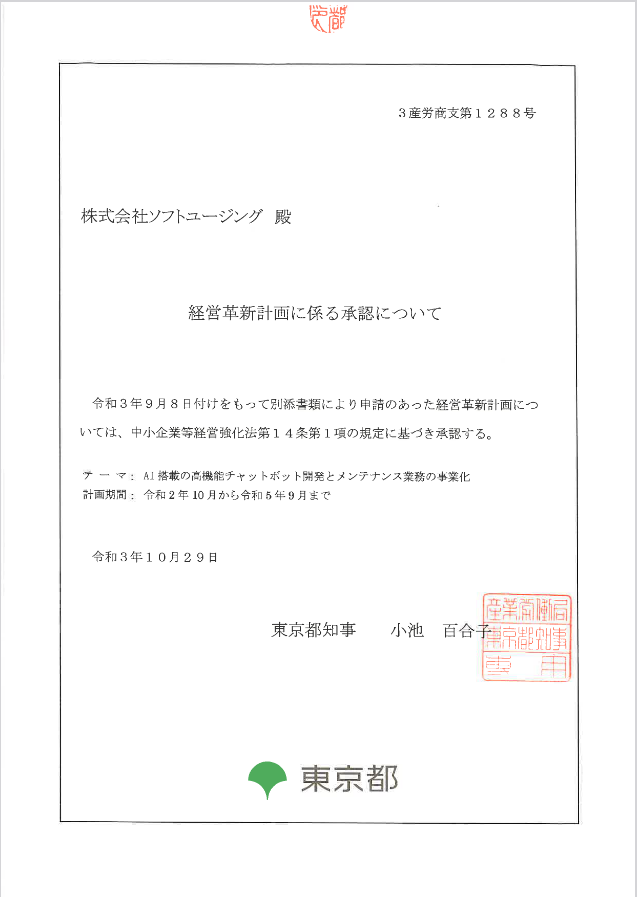 3産労商支第1288号
株式会社ソフトユージング 殿
経営革新計画に係る承認について
令和3年9月8日付けをもって別添書類により申請のあった経営革新計画につ
いては、中小企業等経営強化法第14条第1項の規定に基づき承認する。
テーマ： AI搭載の高機能チャットボット開発とメンテナンス業務の事業化
計画期間： 令和2年10月から令和5年9月まで
令和3年10月29日
東京都知事 小池 百合子
産業労働局
東京都知事
専用
東京都